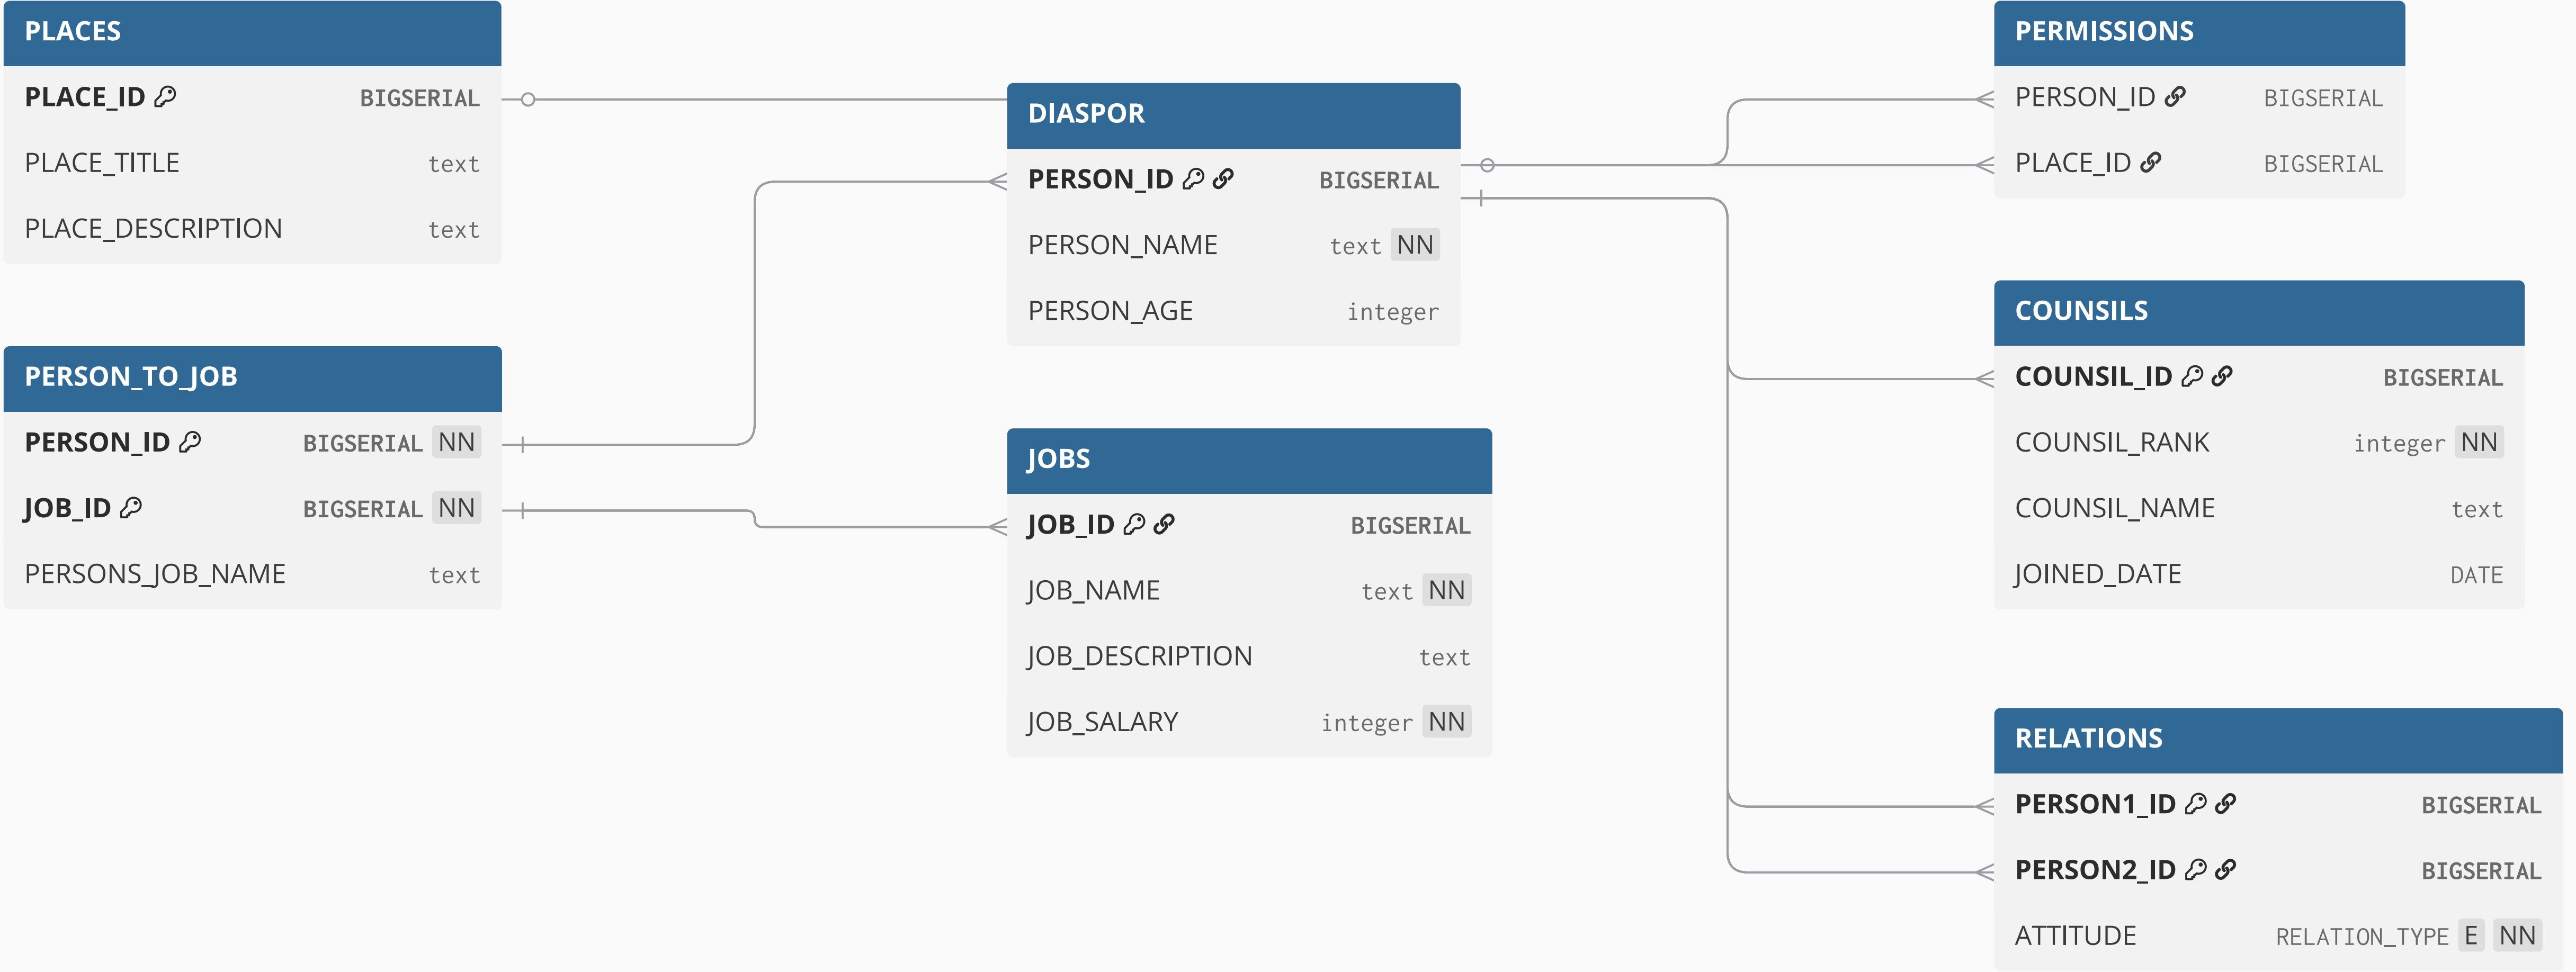 PLACES
PLACE_ID BIGSERIAL
PLACE_TITLE text
PLACE_DESCRIPTION text
PERSON_TO_JOB
PERSON_ID BIGSERIAL NN
JOB_ID BIGSERIAL NN
PERSONS_JOB_NAME text
DIASPOR
PERSON_ID BIGSERIAL
PERSON_NAME text NN
PERSON_AGE integer
JOBS
JOB_ID BIGSERIAL
JOB_NAME text NN
JOB_DESCRIPTION text
JOB_SALARY integer NN
PERMISSIONS
PERSON_ID BIGSERIAL
PLACE_ID BIGSERIAL
COUNSILS
COUNSIL_ID BIGSERIAL
COUNSIL_RANK integer NN
COUNSIL_NAME text
JOINED_DATE DATE
RELATIONS
PERSON1_ID BIGSERIAL
PERSON2_ID BIGSERIAL
ATTITUDE RELATION_TYPE E NN